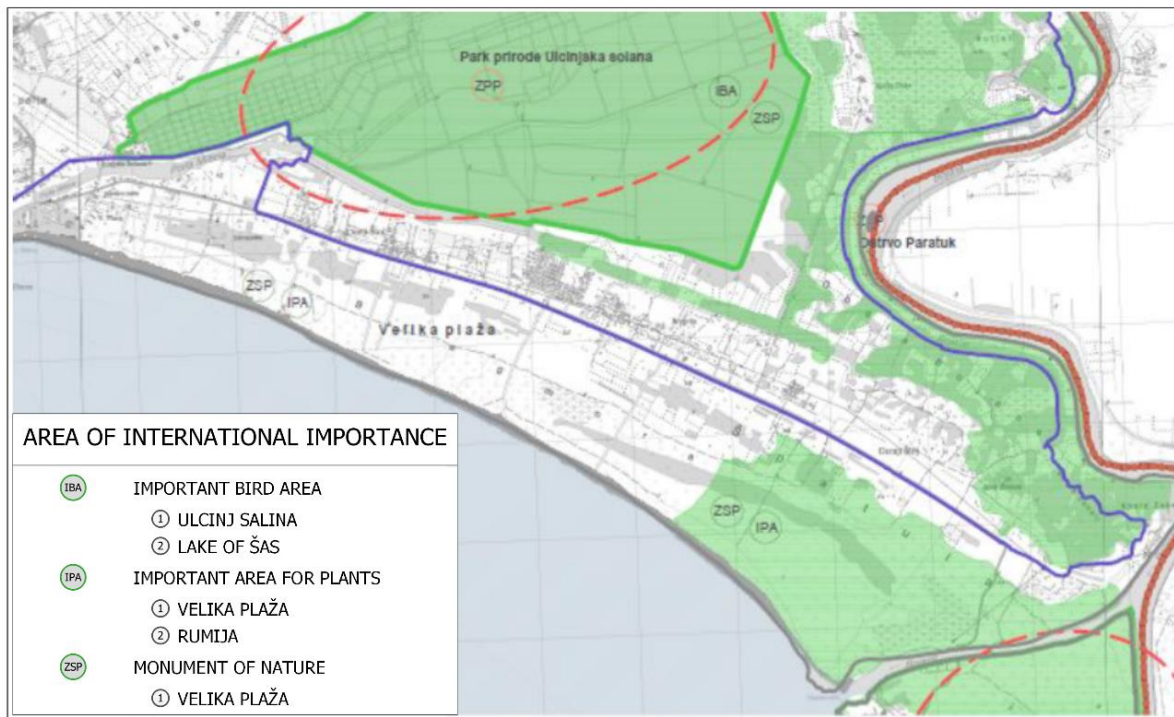 Park prirode Ulcinjska solana
ZPP
IBA
ZSP
Ostrvo Paratuk
ZSP
IPA
Velika plaža
ZSP
IPA
AREA OF INTERNATIONAL IMPORTANCE
IBA IMPORTANT BIRD AREA
1 ULCINJ SALINA
2 LAKE OF ŠAS
IPA IMPORTANT AREA FOR PLANTS
1 VELIKA PLAŽA
2 RUMIJA
ZSP MONUMENT OF NATURE
1 VELIKA PLAŽA